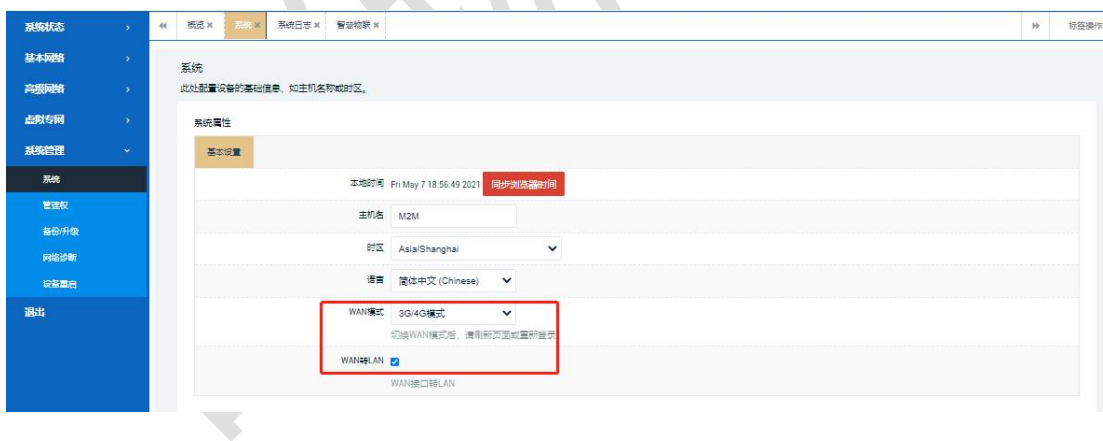 系统状态
基本网络
高级网络
虚拟专网
系统管理
系统
管理权
备份/升级
网络诊断
设备重启
退出
概览 × 系统 × 系统日志 × 智慧物联 × 标签操作
系统
此处配置设备的基础信息，如主机名称或时区。
系统属性
基本设置
本地时间 Fri May 7 18:56:49 2021 同步浏览器时间
主机名 M2M
时区 Asia/Shanghai
语言 简体中文 (Chinese)
WAN模式 3G/4G模式
切换WAN模式后，请刷新页面或重新登录
WAN转LAN
WAN接口转LAN